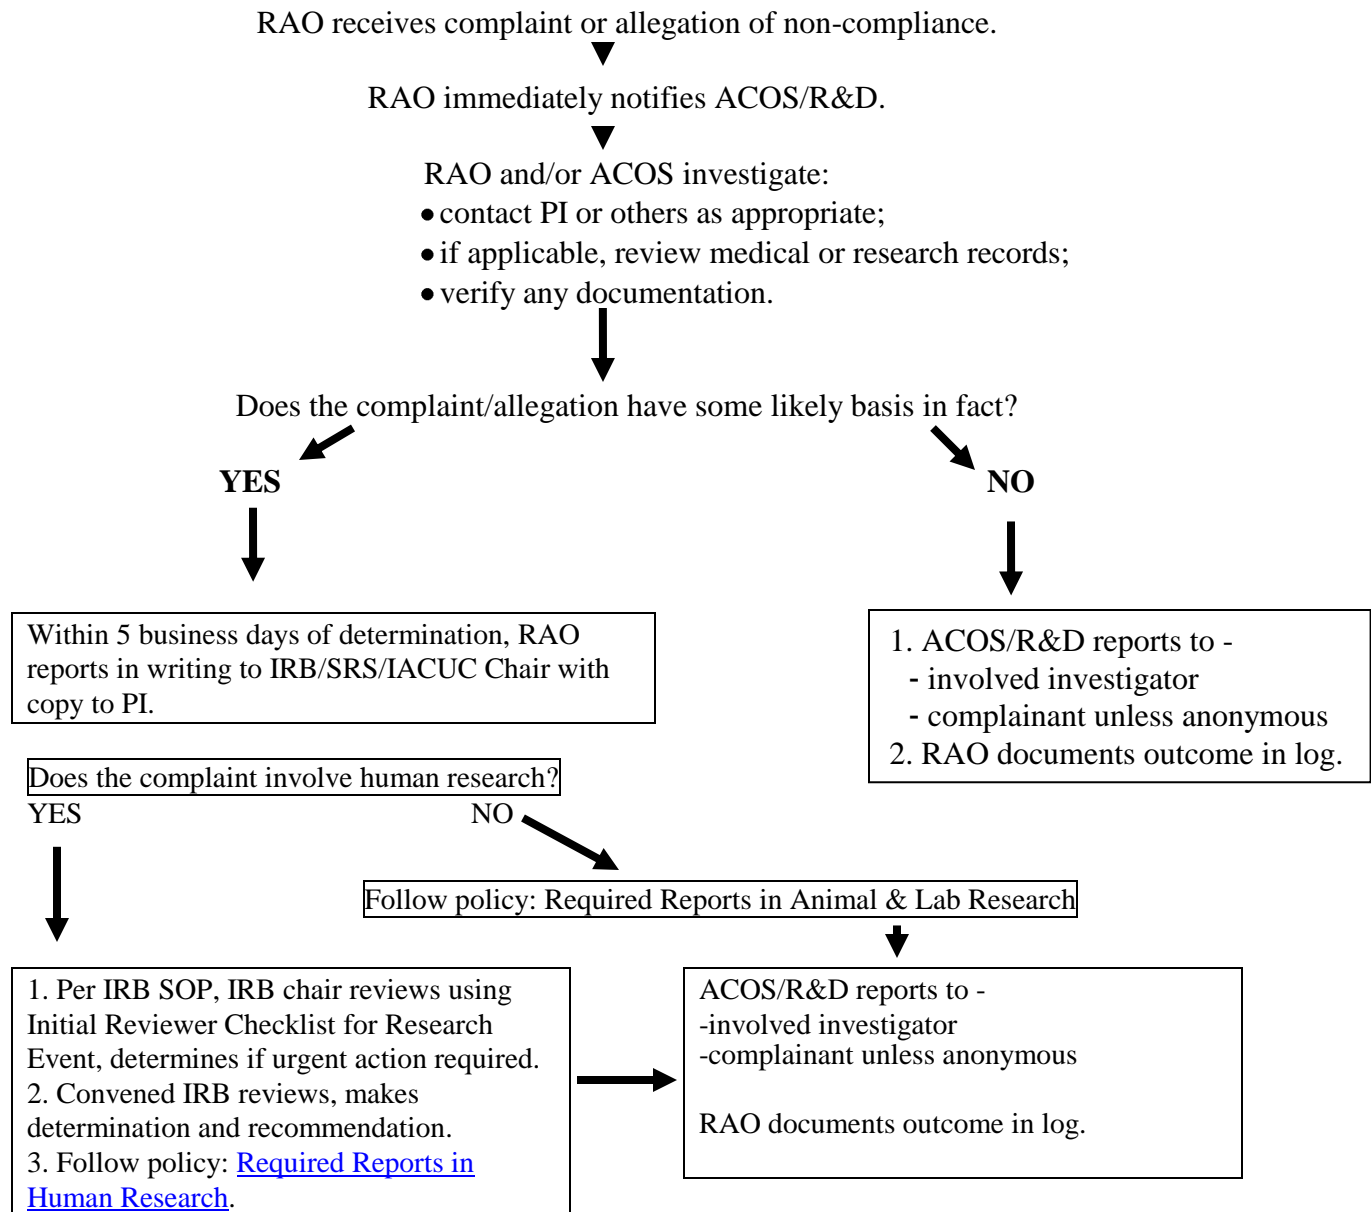 RAO receives complaint or allegation of non-compliance.
RAO immediately notifies ACOS/R&D.
RAO and/or ACOS investigate:
• contact PI or others as appropriate;
• if applicable, review medical or research records;
• verify any documentation.
Does the complaint/allegation have some likely basis in fact?
YES
NO
Within 5 business days of determination, RAO
reports in writing to IRB/SRS/IACUC Chair with
copy to PI.
1. ACOS/R&D reports to -
- involved investigator
- complainant unless anonymous
2. RAO documents outcome in log.
Does the complaint involve human research?
YES
NO
Follow policy: Required Reports in Animal & Lab Research
1. Per IRB SOP, IRB chair reviews using
Initial Reviewer Checklist for Research
Event, determines if urgent action required.
2. Convened IRB reviews, makes
determination and recommendation.
3. Follow policy: Required Reports in
Human Research.
ACOS/R&D reports to -
-involved investigator
-complainant unless anonymous
RAO documents outcome in log.